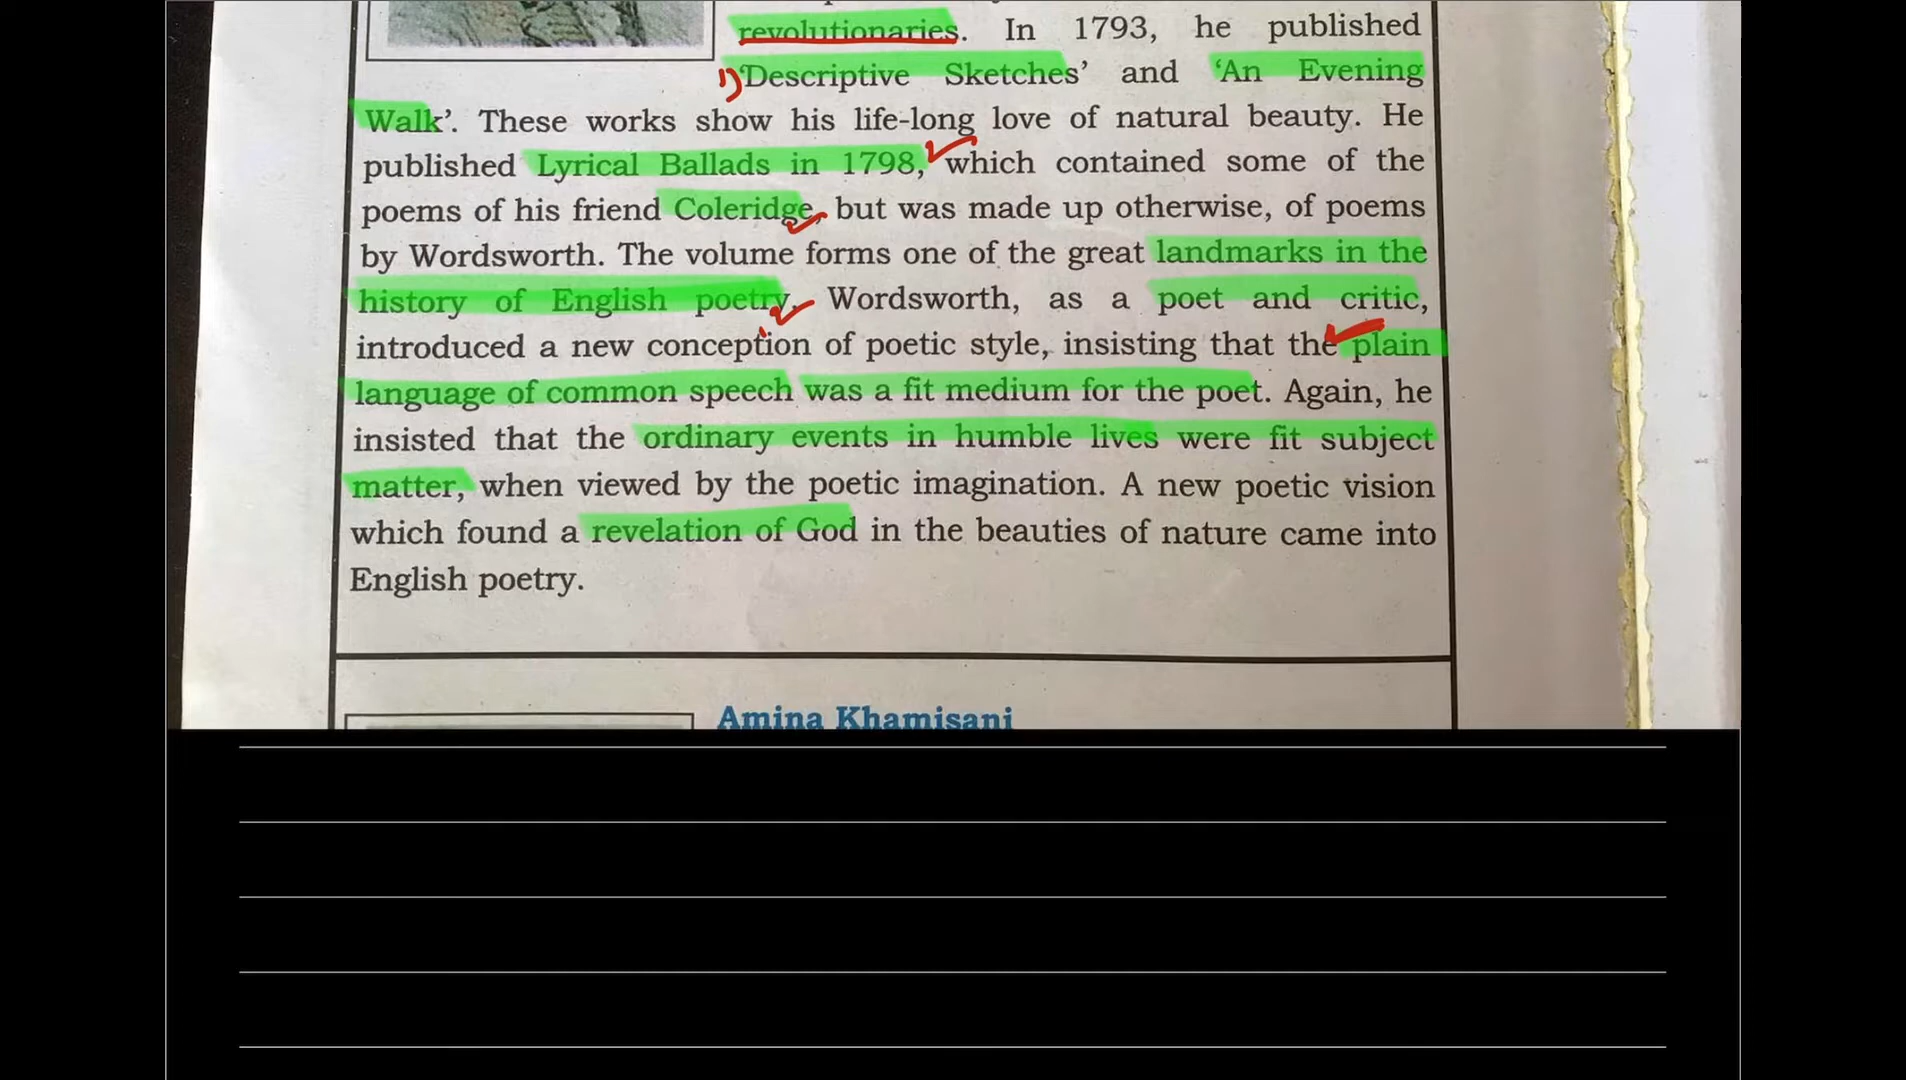 revolutionaries. In 1793, he published
1) 'Descriptive Sketches' and 'An Evening
Walk'. These works show his life-long love of natural beauty. He
published Lyrical Ballads in 1798, which contained some of the
poems of his friend Coleridge, but was made up otherwise, of poems
by Wordsworth. The volume forms one of the great landmarks in the
history of English poetry. Wordsworth, as a poet and critic,
introduced a new conception of poetic style, insisting that the plain
language of common speech was a fit medium for the poet. Again, he
insisted that the ordinary events in humble lives were fit subject
matter, when viewed by the poetic imagination. A new poetic vision
which found a revelation of God in the beauties of nature came into
English poetry.
Amina Khamisani